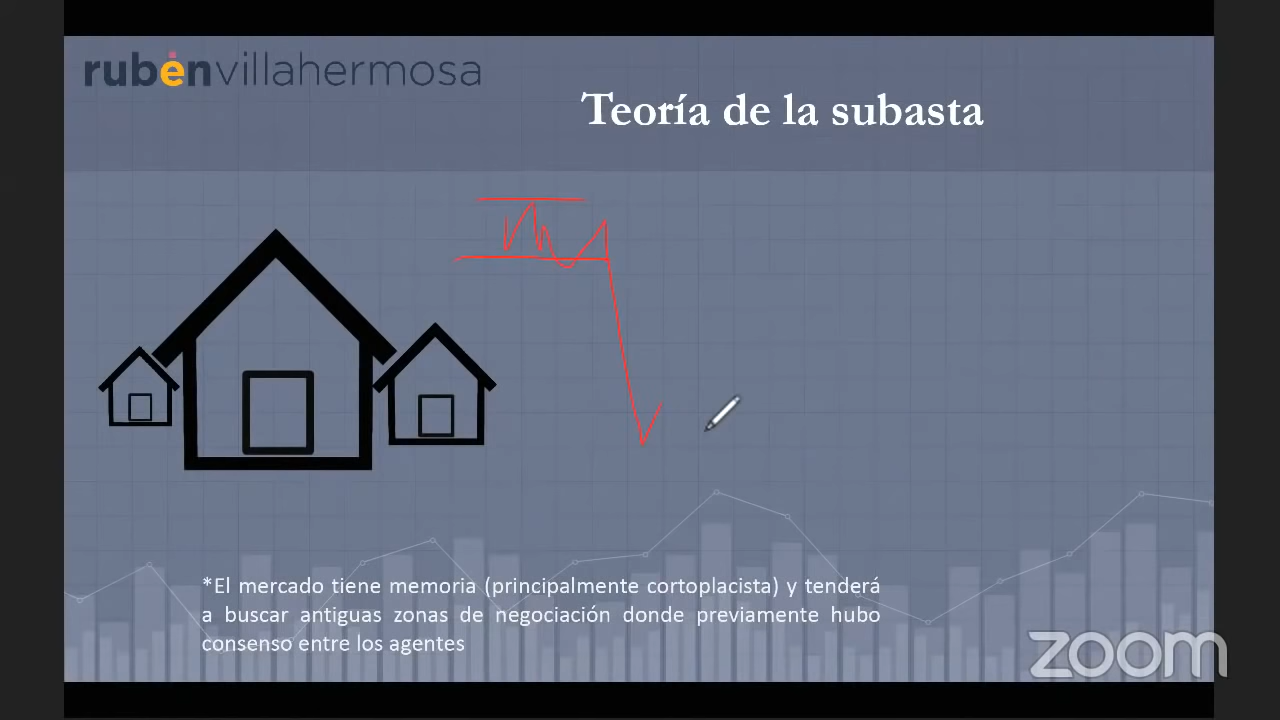 rubenvillahermosa
Teoría de la subasta
*El mercado tiene memoria (principalmente cortoplacista) y tenderá
a buscar antiguas zonas de negociación donde previamente hubo
consenso entre los agentes
zoom